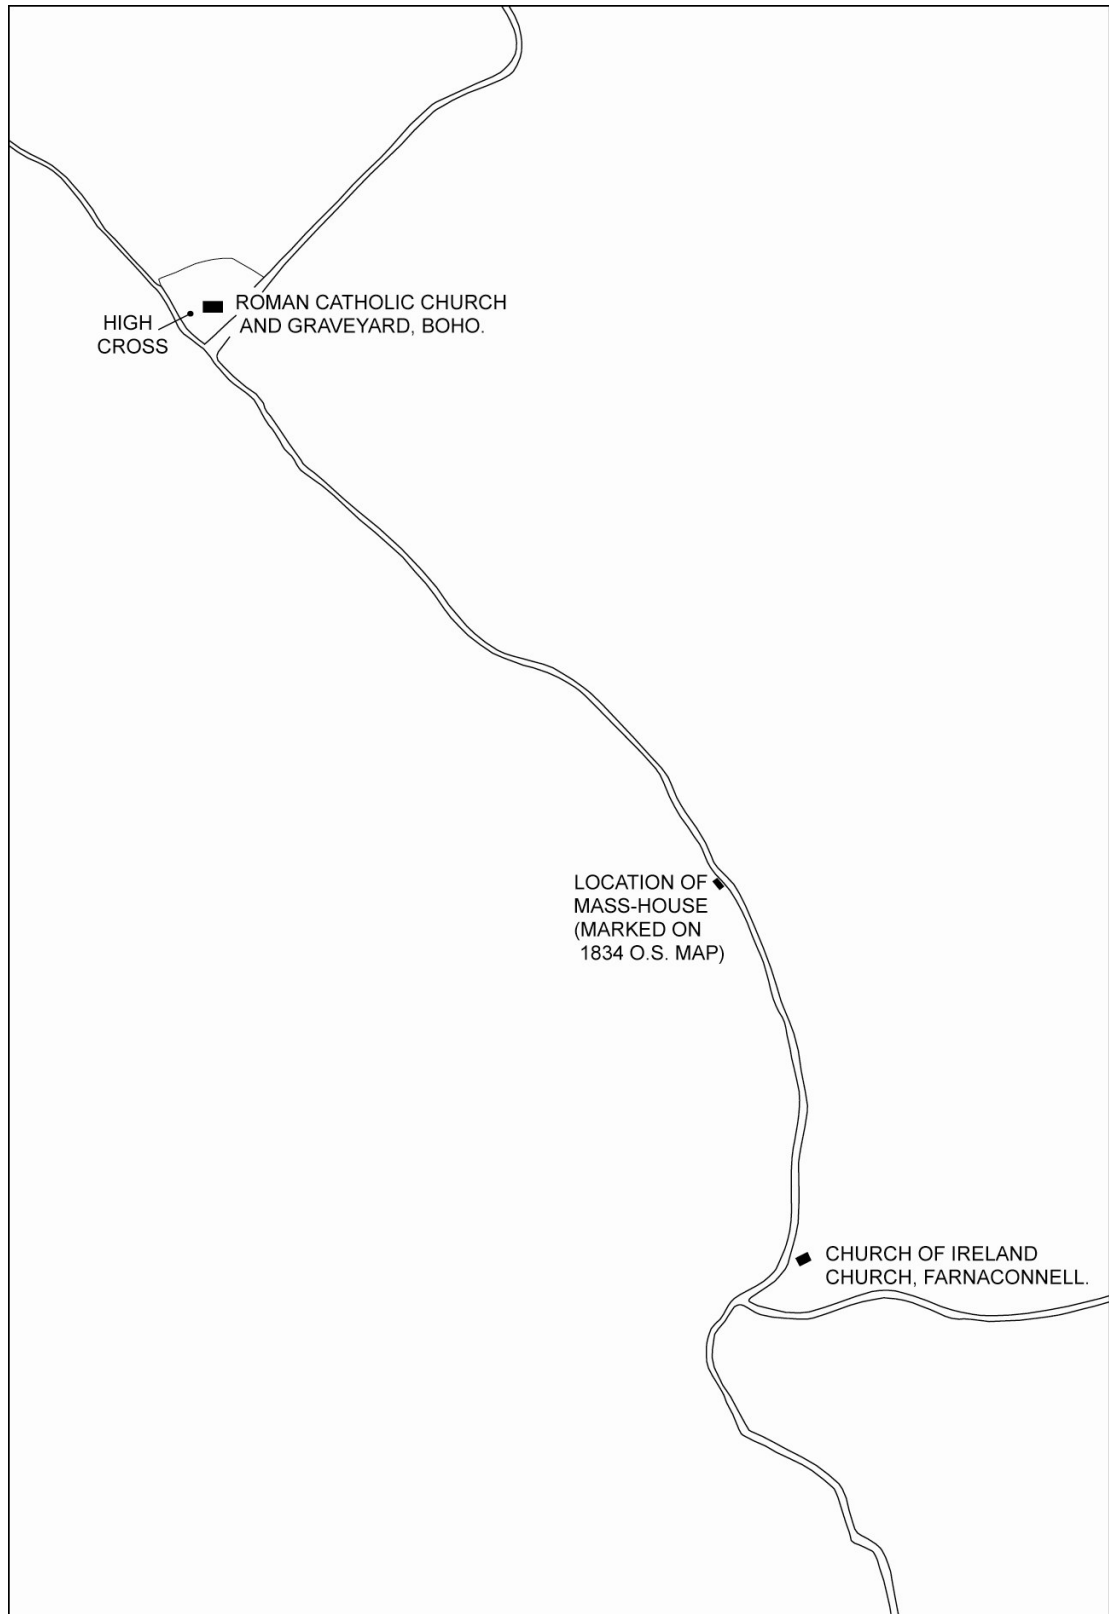 ROMAN CATHOLIC CHURCH
AND GRAVEYARD, BOHO.
HIGH
CROSS
LOCATION OF
MASS-HOUSE
(MARKED ON
1834 O.S. MAP)
CHURCH OF IRELAND
CHURCH, FARNACONNELL.